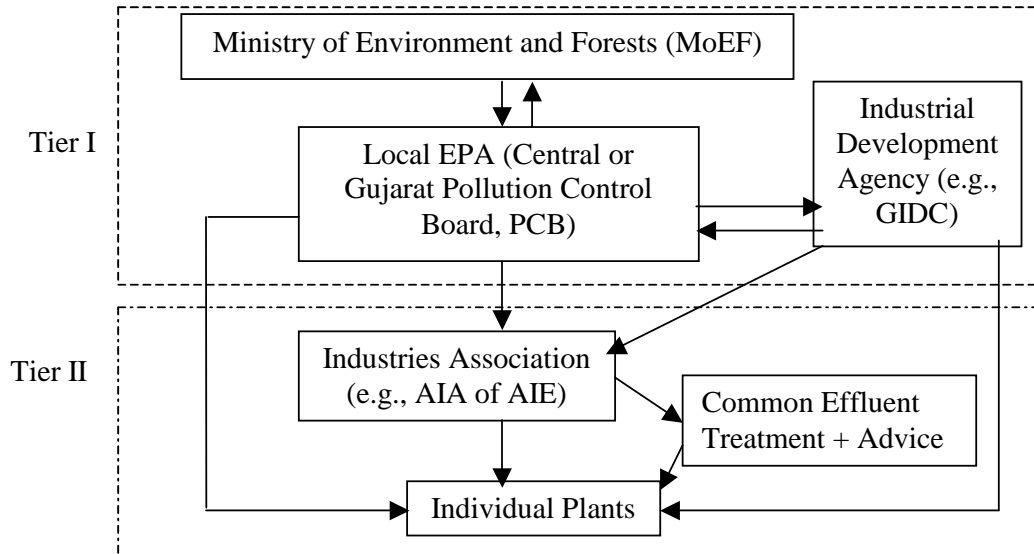 Tier I
Ministry of Environment and Forests (MoEF)
Local EPA (Central or
Gujarat Pollution Control
Board, PCB)
Industrial
Development
Agency (e.g.,
GIDC)
Tier II
Industries Association
(e.g., AIA of AIE)
Common Effluent
Treatment + Advice
Individual Plants